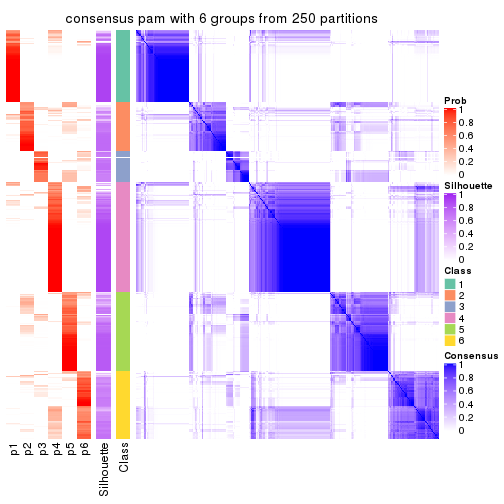 consensus pam with 6 groups from 250 partitions
Prob
1
0.8
0.6
0.4
0.2
0
Silhouette
1
0.8
0.6
0.4
0.2
0
Class
1
2
3
4
5
6
Consensus
1
0.8
0.6
0.4
0.2
0
p1
p2
p3
p4
p5
p6
Silhouette
Class